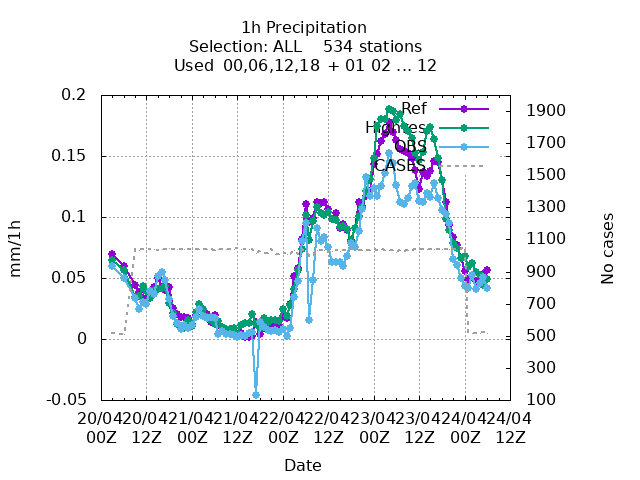 1h Precipitation
Selection: ALL    534 stations
Used  00,06,12,18 + 01 02 ... 12
0.2
0.15
0.1
0.05
0
-0.05
mm/1h
1900
1700
1500
1300
1100
900
700
500
300
100
No cases
Ref
Highres
OBS
CASES
20/04 20/04 21/04 21/04 22/04 22/04 23/04 23/04 24/04 24/04
00Z 12Z 00Z 12Z 00Z 12Z 00Z 12Z 00Z 12Z
Date